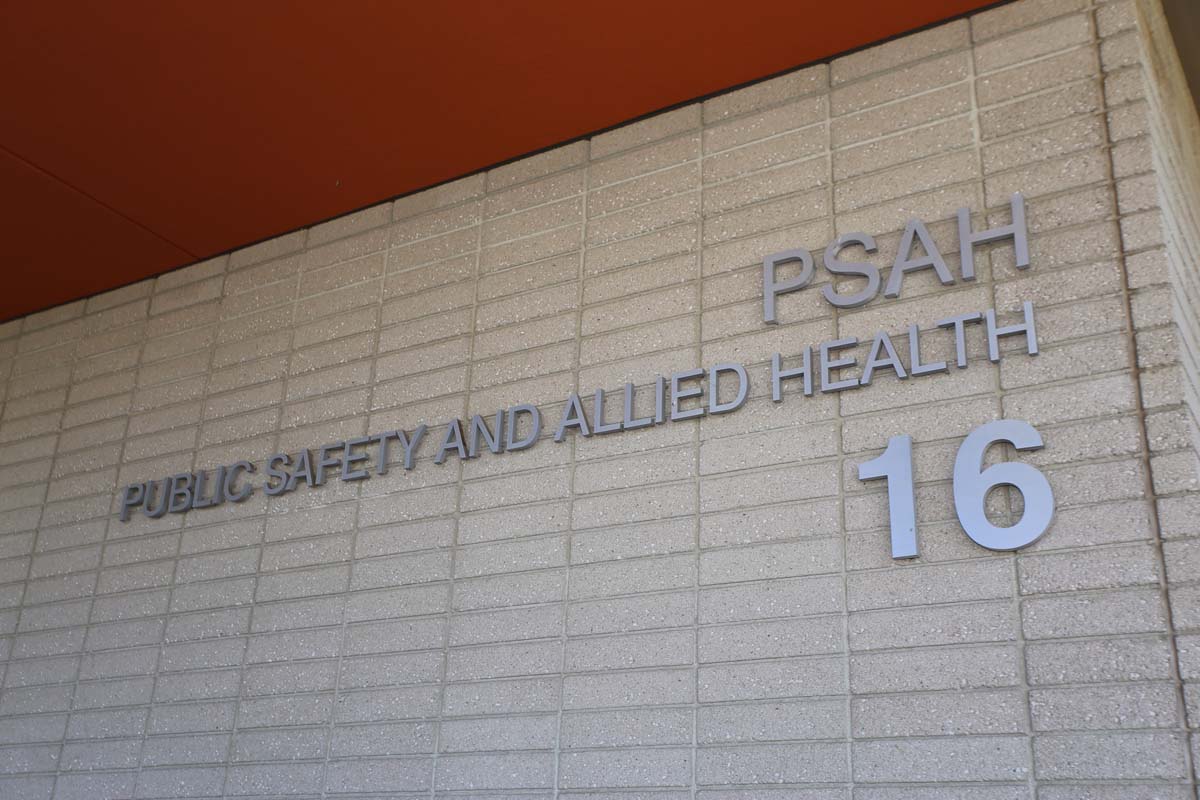 PSAH
PUBLIC SAFETY AND ALLIED HEALTH
16